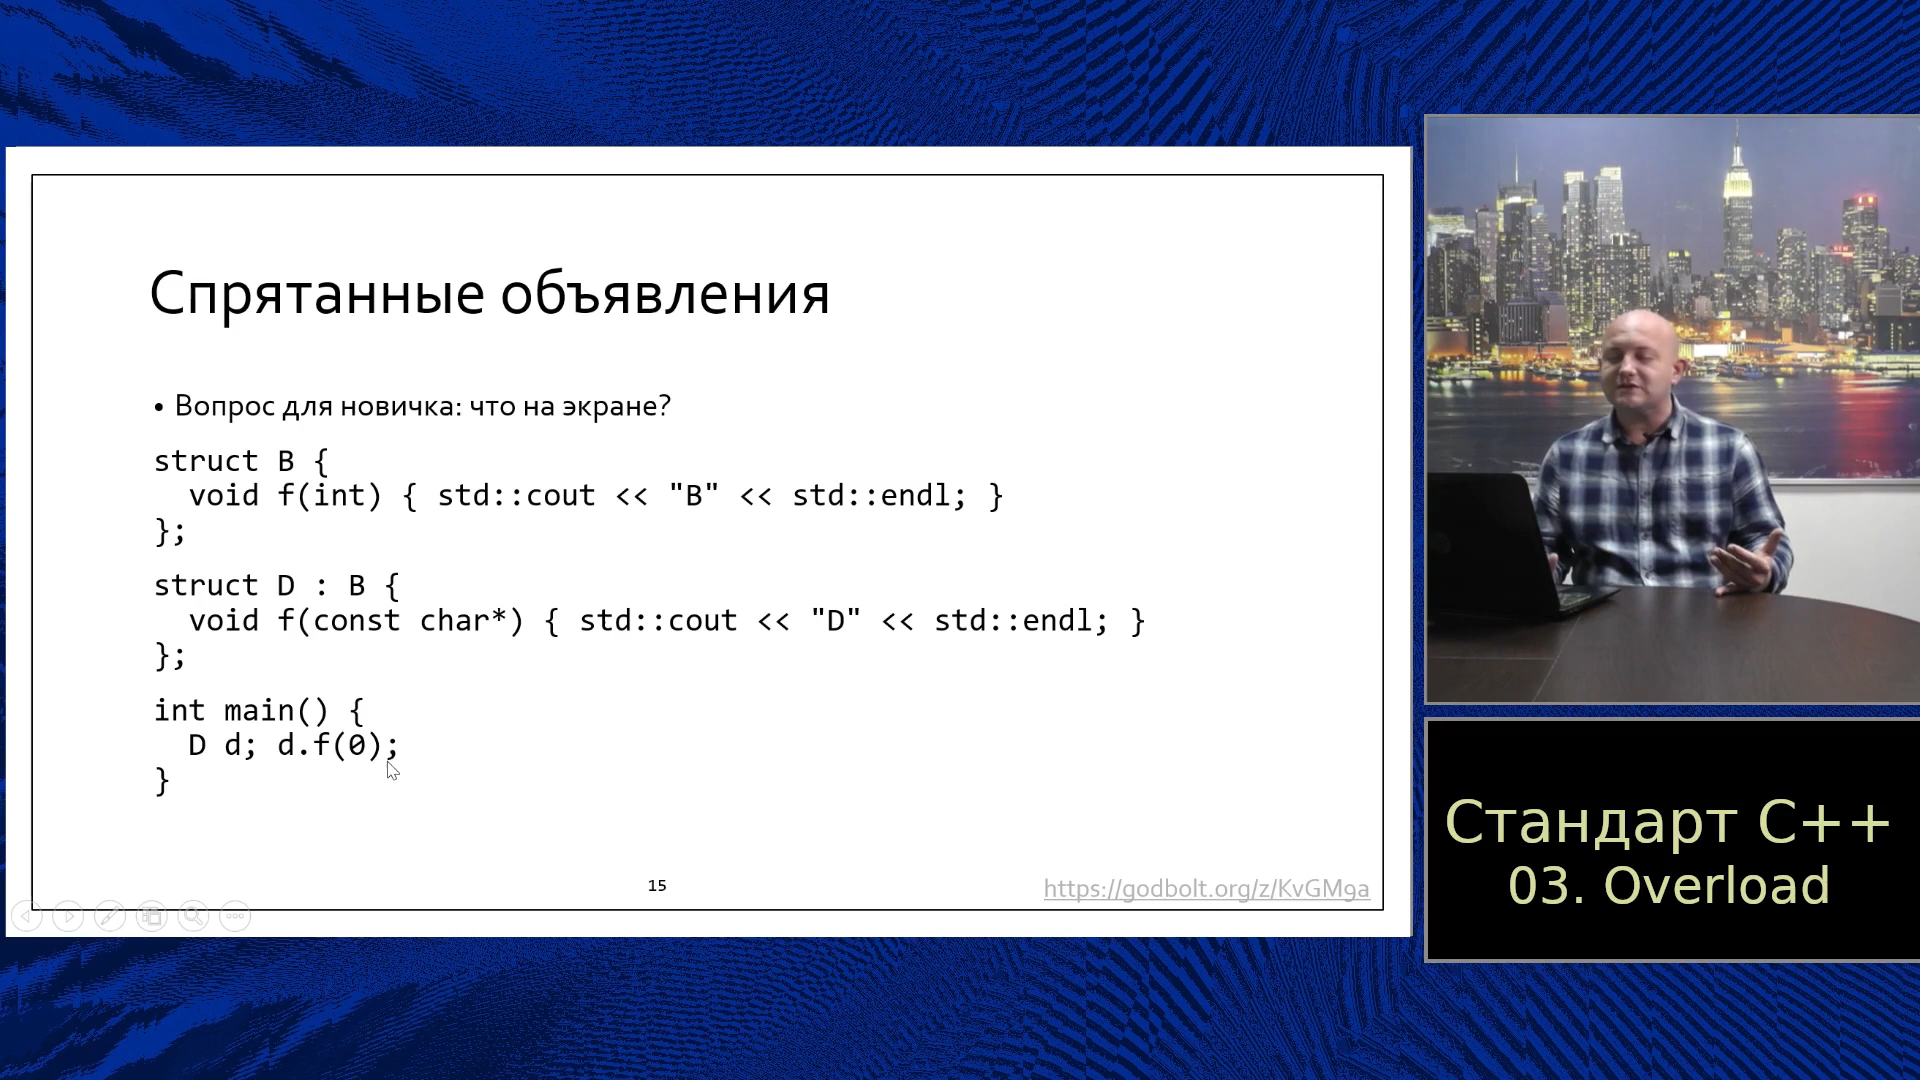 Спрятанные объявления
• Вопрос для новичка: что на экране?
struct B {
  void f(int) { std::cout << "B" << std::endl; }
};
struct D : B {
  void f(const char*) { std::cout << "D" << std::endl; }
};
int main() {
  D d; d.f(0);
}
15
https://godbolt.org/z/KvGM9a
Стандарт C++
03. Overload